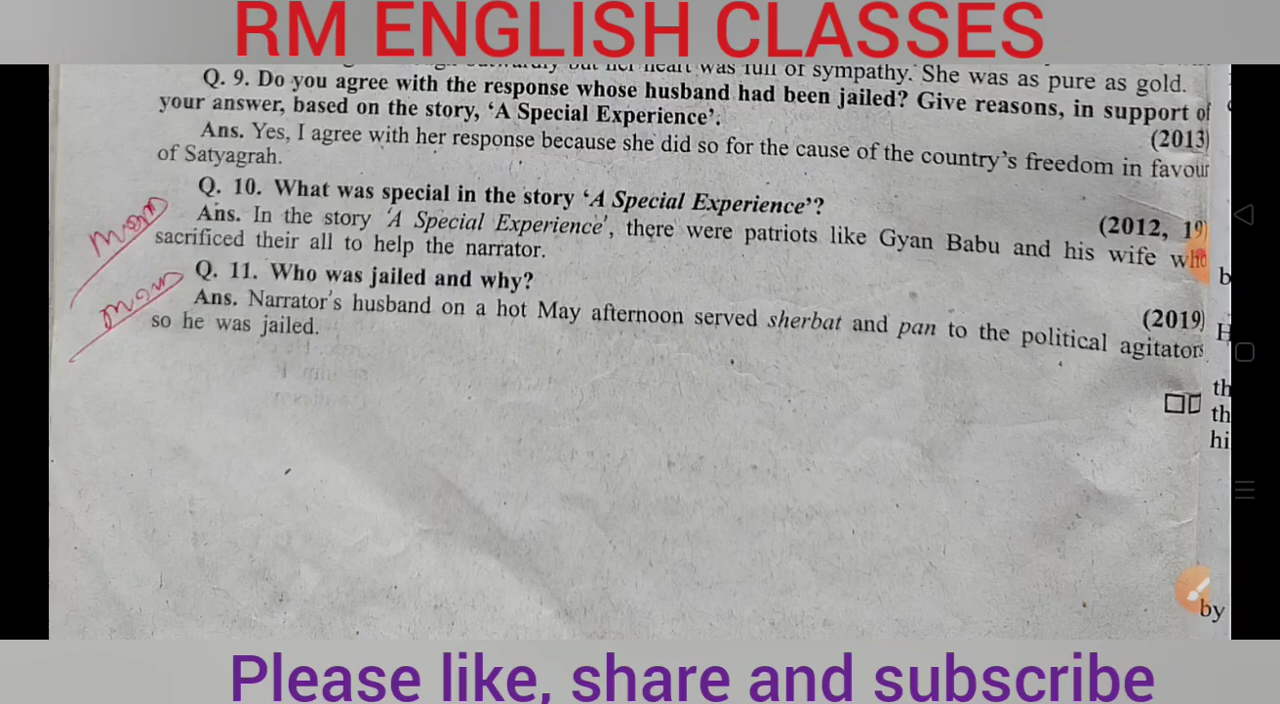 RM ENGLISH CLASSES
but her heart was full of sympathy. She was as pure as gold.
Q. 9. Do you agree with the response whose husband had been jailed? Give reasons, in support of
your answer, based on the story, ‘A Special Experience’.
(2013)
Ans. Yes, I agree with her response because she did so for the cause of the country’s freedom in favour
of Satyagrah.
Q. 10. What was special in the story ‘A Special Experience’?
(2012, 19)
Ans. In the story ‘A Special Experience’, there were patriots like Gyan Babu and his wife who
sacrificed their all to help the narrator.
Q. 11. Who was jailed and why?
(2019)
Ans. Narrator’s husband on a hot May afternoon served sherbat and pan to the political agitators
so he was jailed.
b
H
th
th
hi
by
Please like, share and subscribe